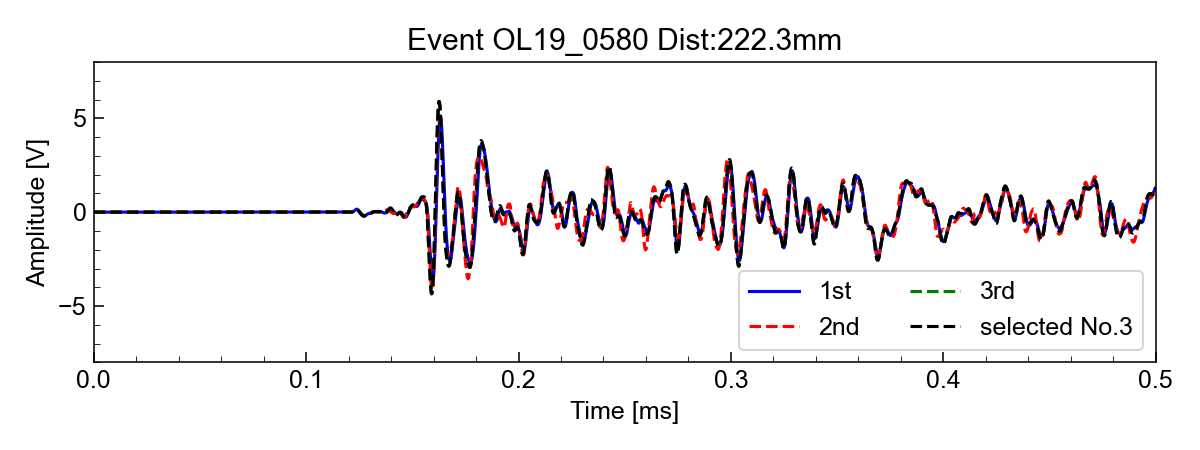 Event OL19_0580 Dist:222.3mm
Amplitude [V]
5
0
−5
1st
2nd
3rd
selected No.3
0.0 0.1 0.2 0.3 0.4 0.5
Time [ms]